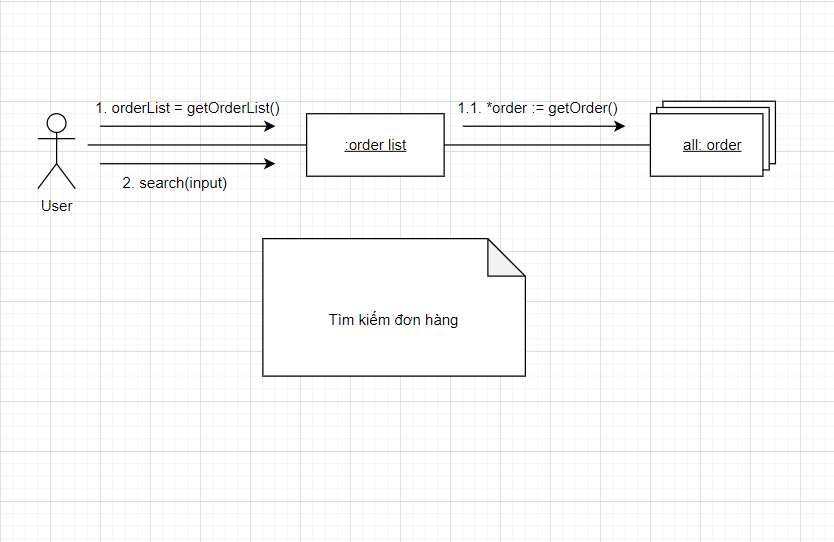 1. orderList = getOrderList()
1.1. *order := getOrder()
:order list
all: order
2. search(input)
User
Tìm kiếm đơn hàng